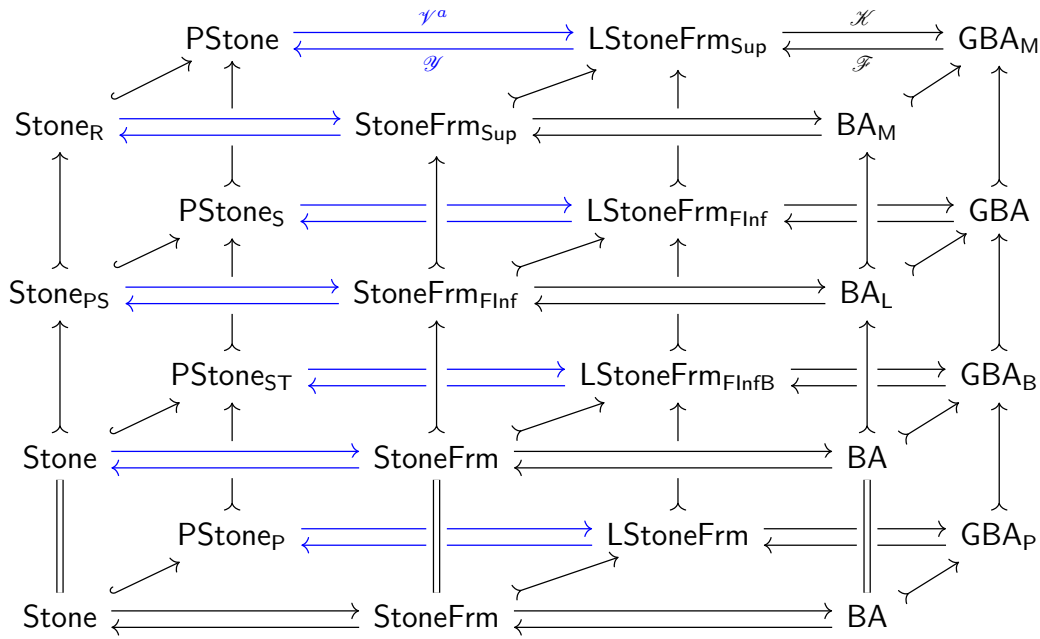 𝒱ᵃ 𝒦
PStone LStoneFrm_Sup GBA_M
𝒴 ℱ
Stone_R StoneFrm_Sup BA_M
PStone_S LStoneFrm_FInf GBA
Stone_PS StoneFrm_FInf BA_L
PStone_ST LStoneFrm_FInfB GBA_B
Stone StoneFrm BA
PStone_P LStoneFrm GBA_P
Stone StoneFrm BA